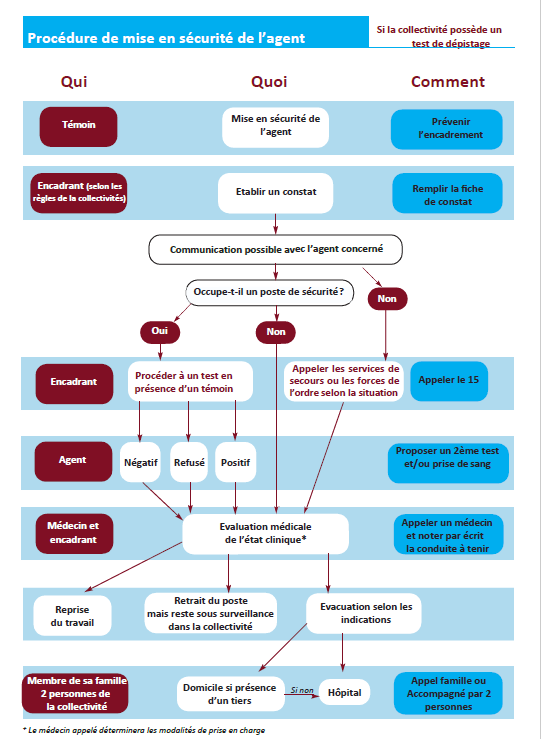 Procédure de mise en sécurité de l'agent
Si la collectivité possède un
test de dépistage
Qui
Quoi
Comment
Témoin
Mise en sécurité de
l'agent
Prévenir
l'encadrement
Encadrant (selon les
règles de la collectivités)
Etablir un constat
Remplir la fiche
de constat
Communication possible avec l'agent concerné
Occupe-t-il un poste de sécurité ?
Non
Oui
Non
Encadrant
Procéder à un test en
présence d'un témoin
Appeler les services de
secours ou les forces de
l'ordre selon la situation
Appeler le 15
Agent
Négatif
Refusé
Positif
Proposer un 2ème test
et/ou prise de sang
Médecin et
encadrant
Evaluation médicale
de l'état clinique*
Appeler un médecin
et noter par écrit
la conduite à tenir
Reprise
du travail
Retrait du poste
mais reste sous surveillance
dans la collectivité
Evacuation selon les
indications
Membre de sa famille
2 personnes de
la collectivité
Domicile si présence
d'un tiers
Si non
Hôpital
Appel famille ou
Accompagné par 2
personnes
* Le médecin appelé déterminera les modalités de prise en charge